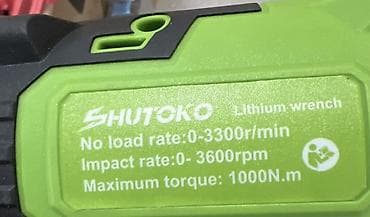 SHUTOKO Lithium wrench
No load rate:0-3300r/min
Impact rate:0- 3600rpm
Maximum torque: 1000N.m